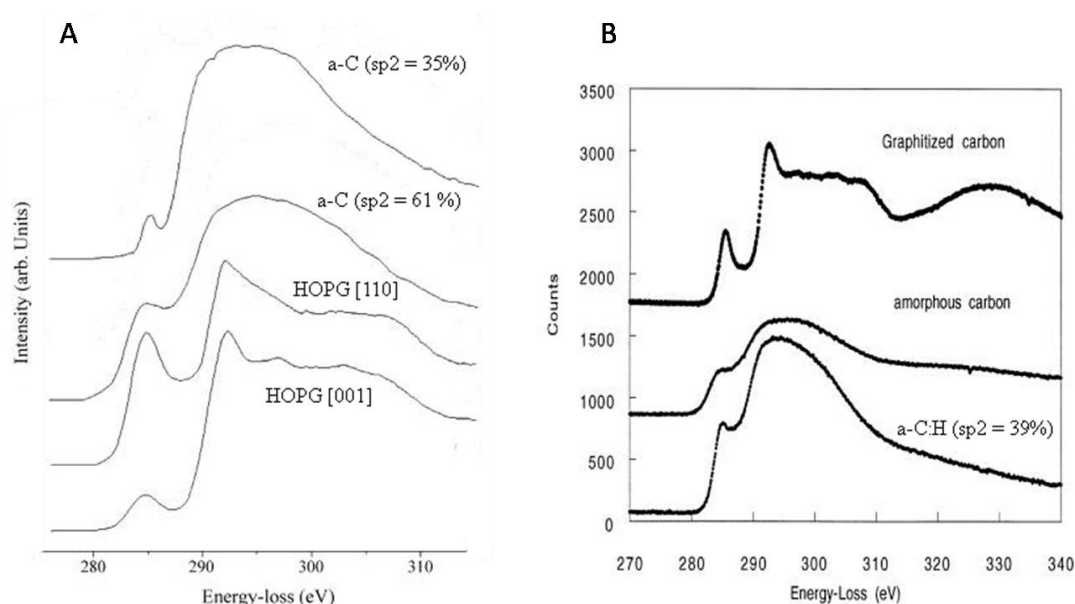 A
a-C (sp2 = 35%)
a-C (sp2 = 61 %)
HOPG [110]
HOPG [001]
Intensity (arb. Units)
280 290 300 310
Energy-loss (eV)
B
3500
3000
2500
2000
1500
1000
500
0
Graphitized carbon
amorphous carbon
a-C:H (sp2 = 39%)
Counts
270 280 290 300 310 320 330 340
Energy-Loss (eV)